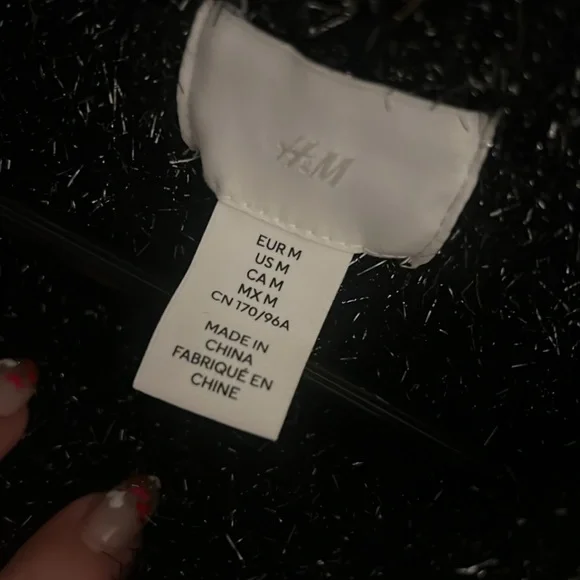 H&M
EUR M
US M
CA M
MX M
CN 170/96A
MADE IN
CHINA
FABRIQUÉ EN
CHINE